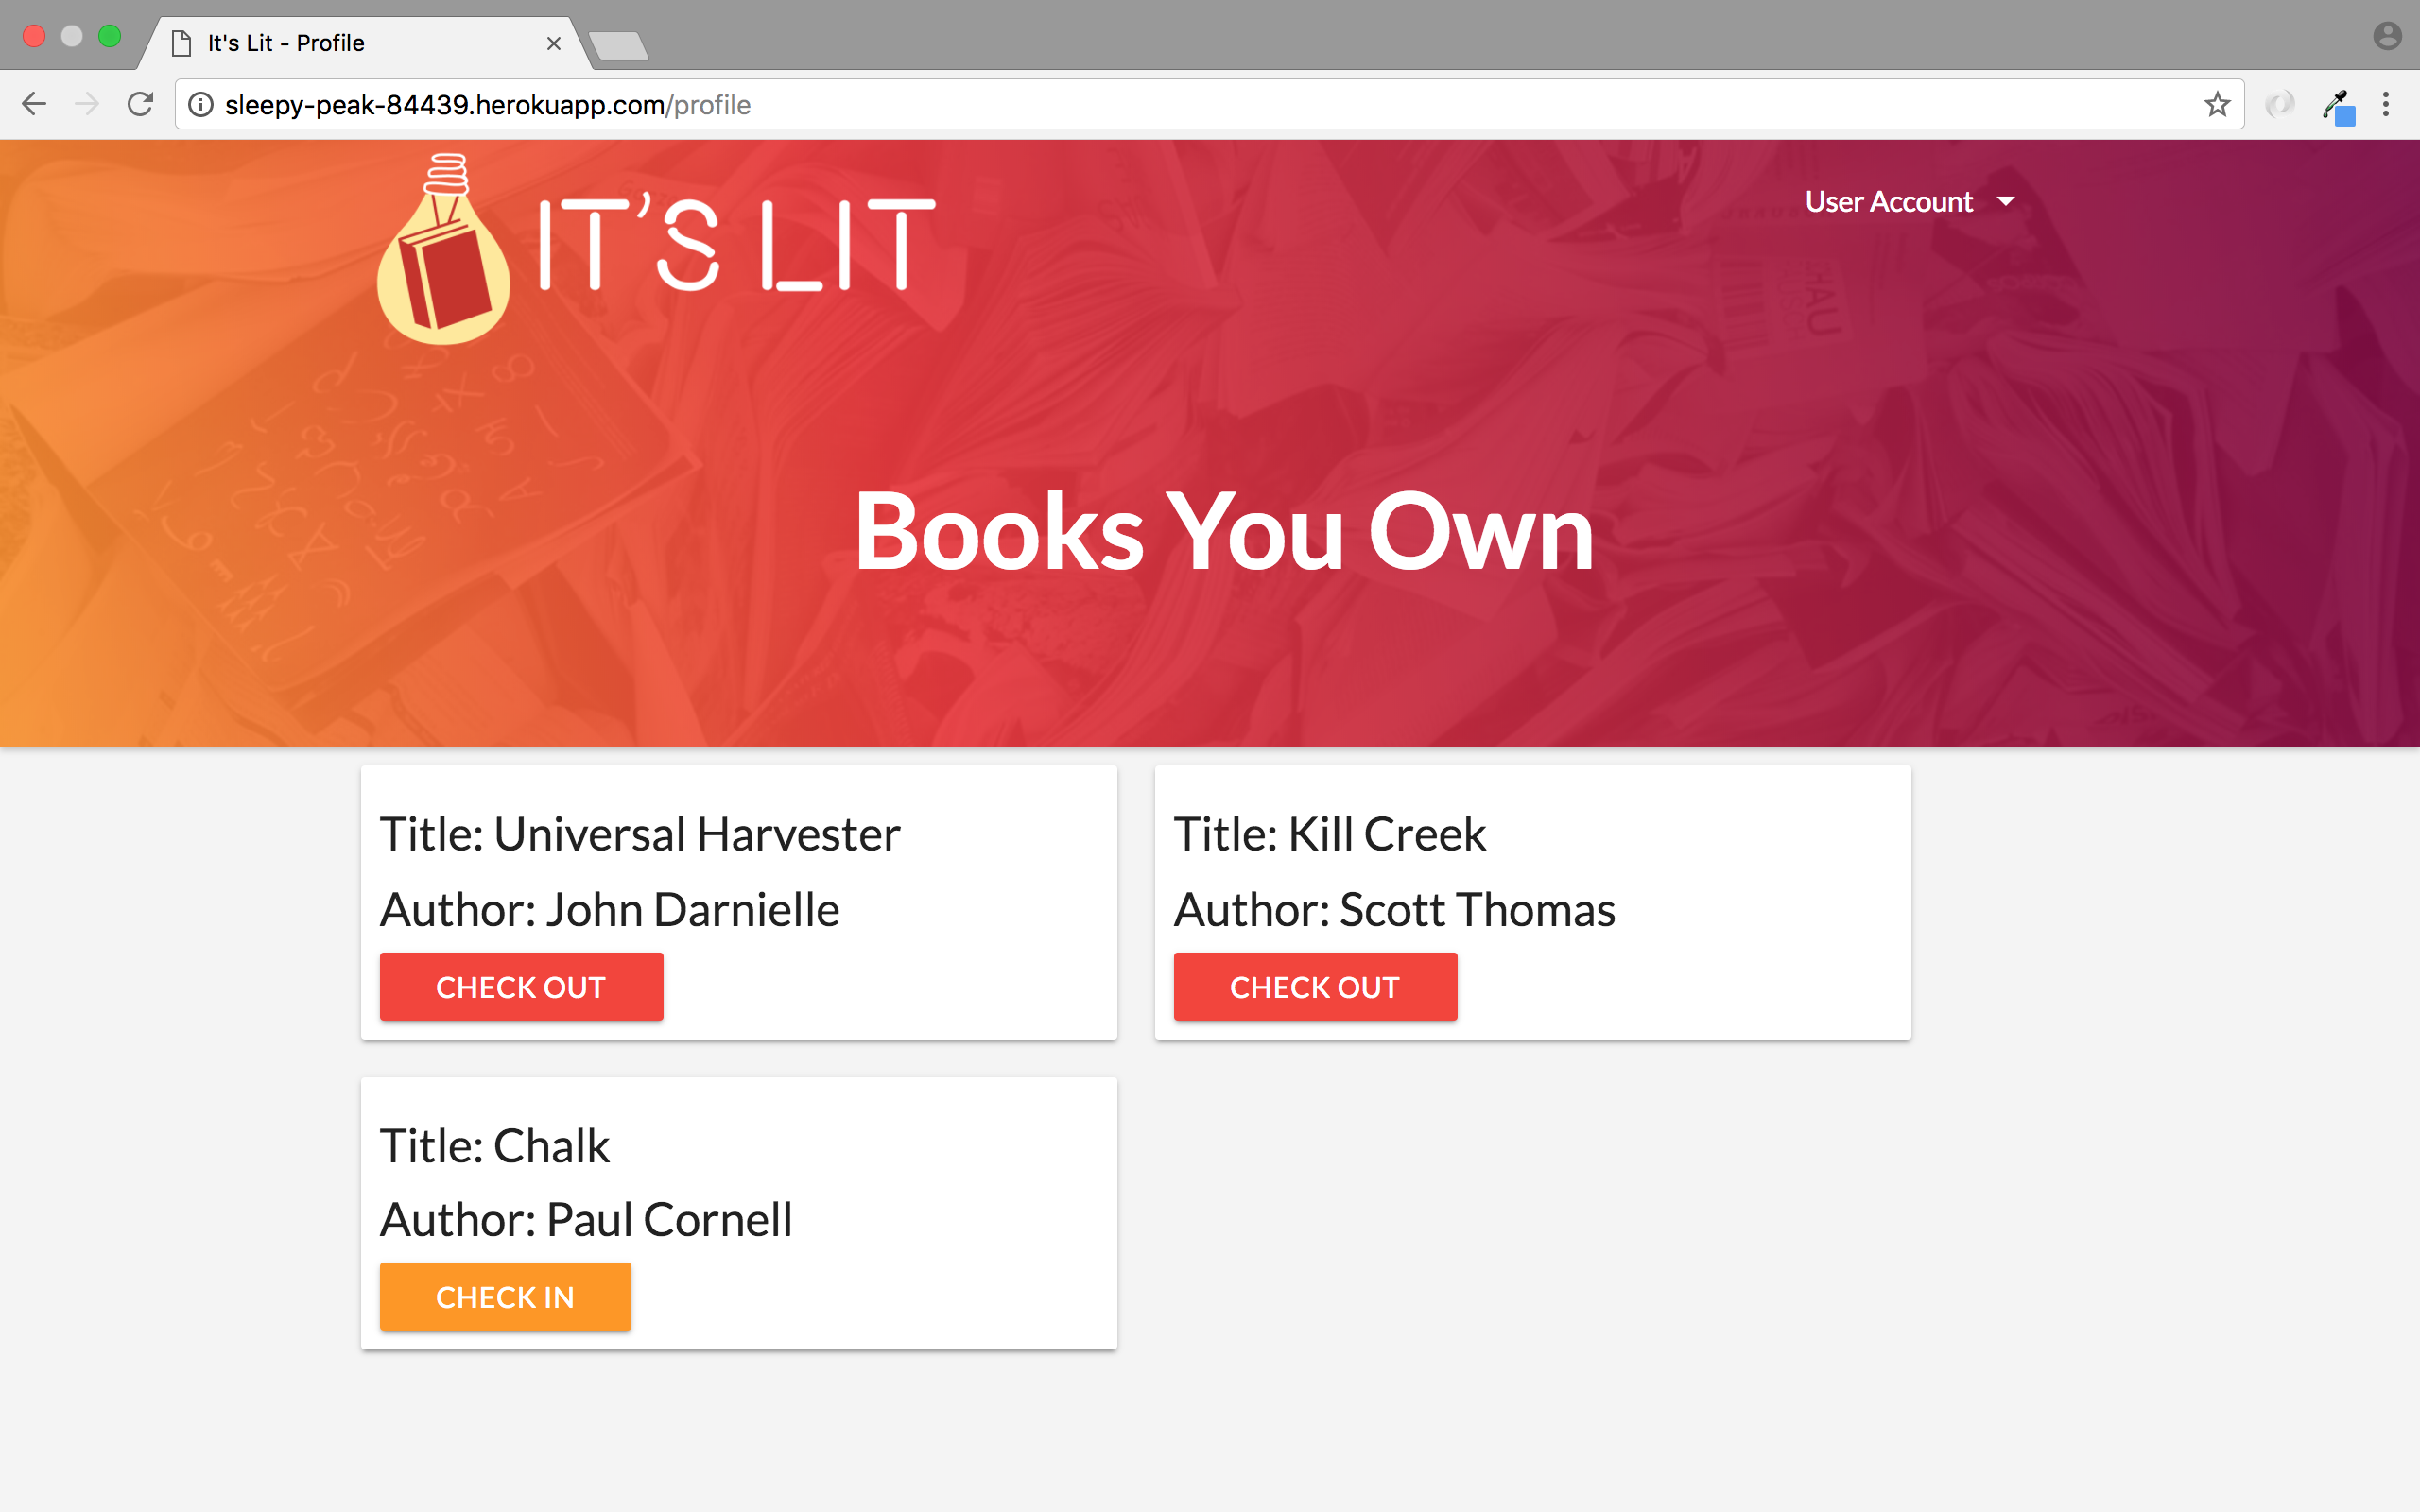 It's Lit - Profile
sleepy-peak-84439.herokuapp.com/profile
IT'S LIT
User Account
Books You Own
Title: Universal Harvester
Author: John Darnielle
CHECK OUT
Title: Kill Creek
Author: Scott Thomas
CHECK OUT
Title: Chalk
Author: Paul Cornell
CHECK IN